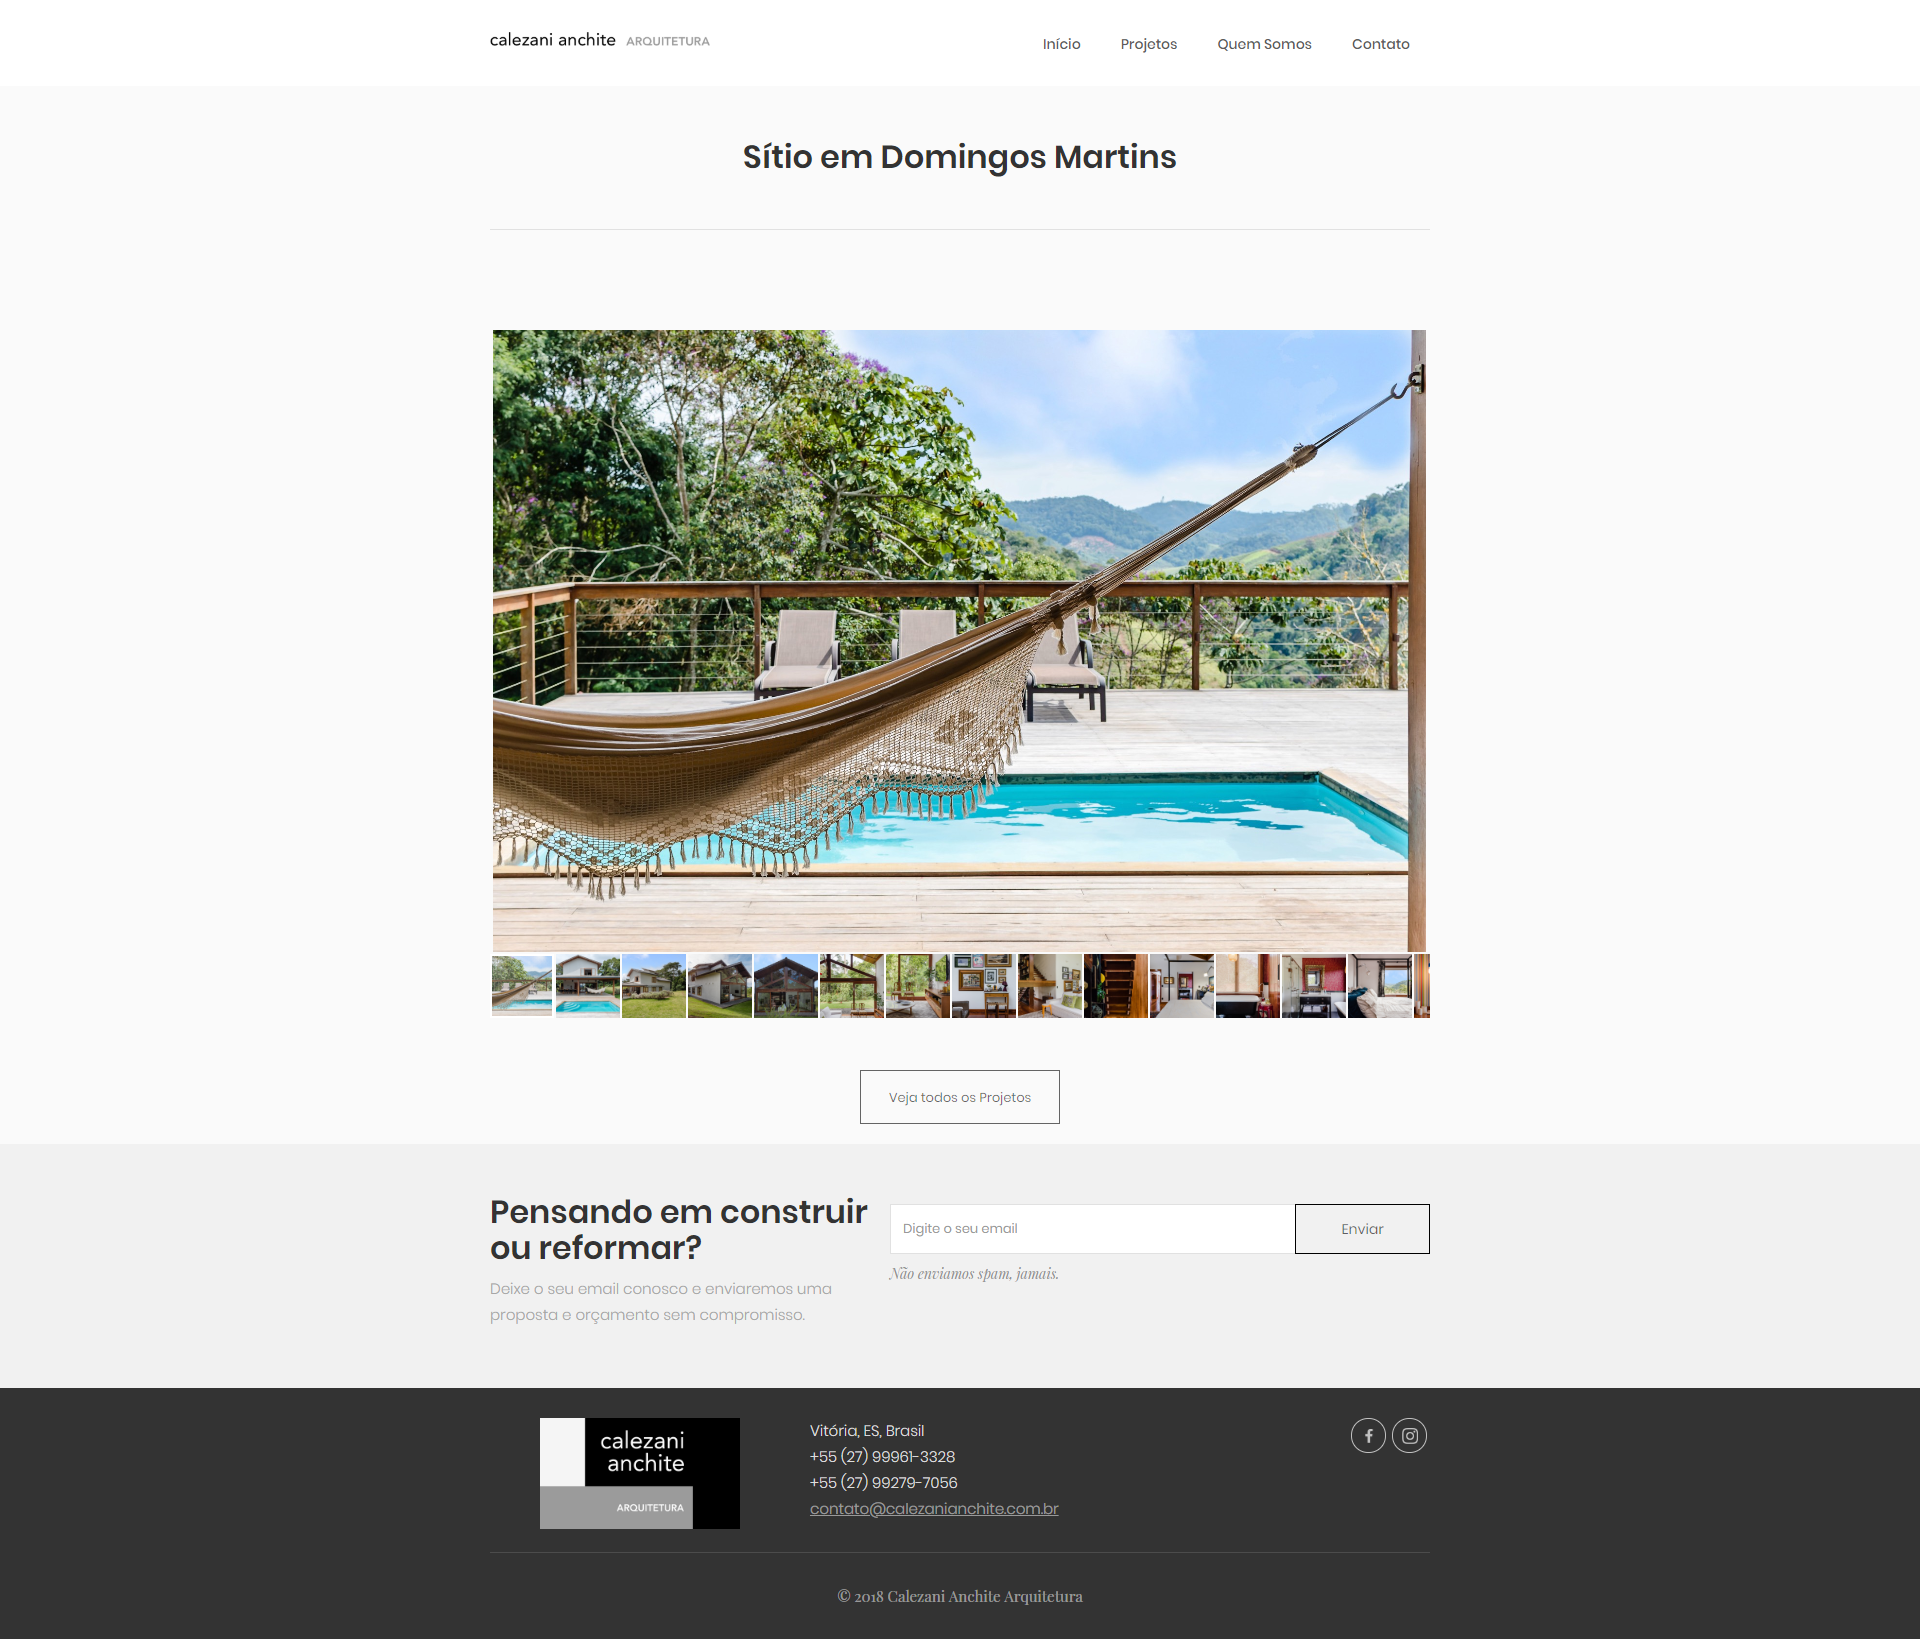 calezani anchite ARQUITETURA
Início Projetos Quem Somos Contato
Sítio em Domingos Martins
Veja todos os Projetos
Pensando em construir
ou reformar?
Deixe o seu email conosco e enviaremos uma
proposta e orçamento sem compromisso.
Digite o seu email
Enviar
Não enviamos spam, jamais.
calezani
anchite
ARQUITETURA
Vitória, ES, Brasil
+55 (27) 99961-3328
+55 (27) 99279-7056
contato@calezanianchite.com.br
© 2018 Calezani Anchite Arquitetura